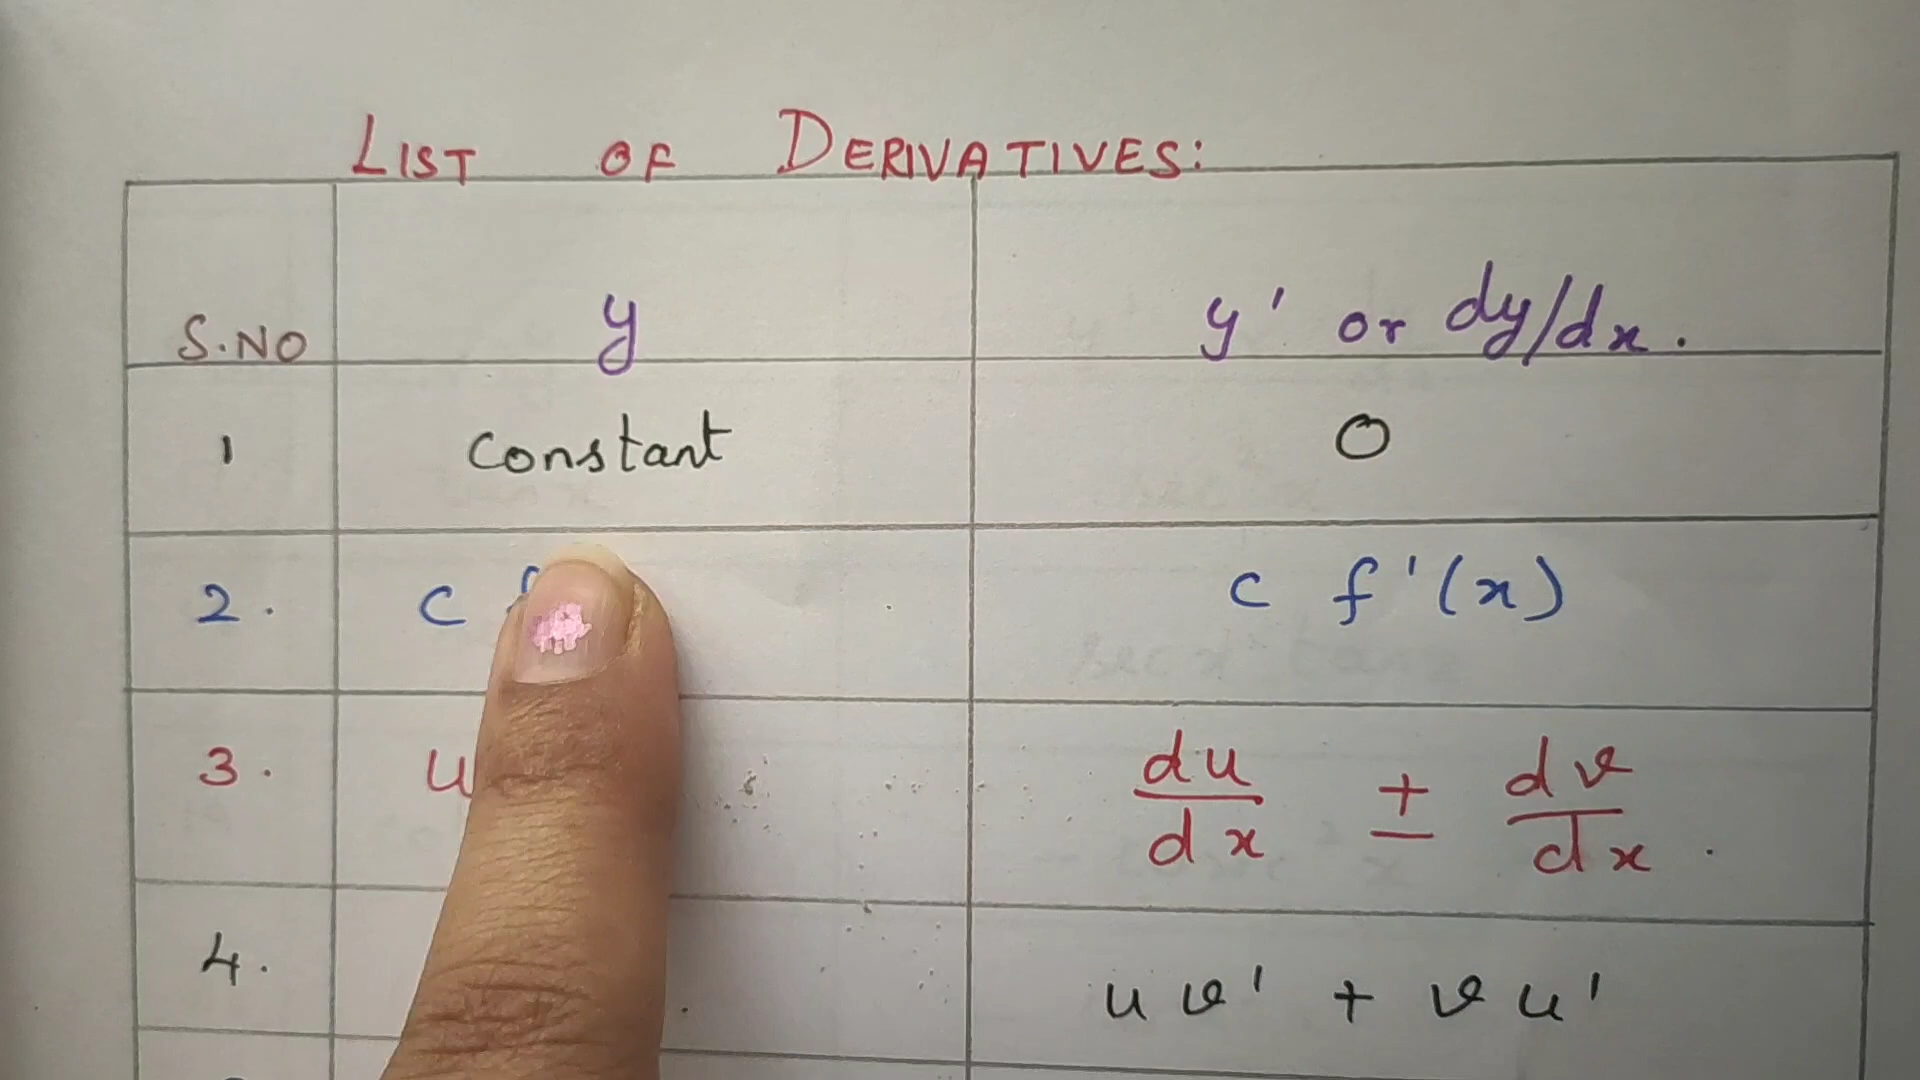 LIST OF DERIVATIVES:
S.NO y y' or dy/dx.
1 constant 0
2. c c f'(x)
3. u du/dx ± dv/dx.
4. uv' + vu'